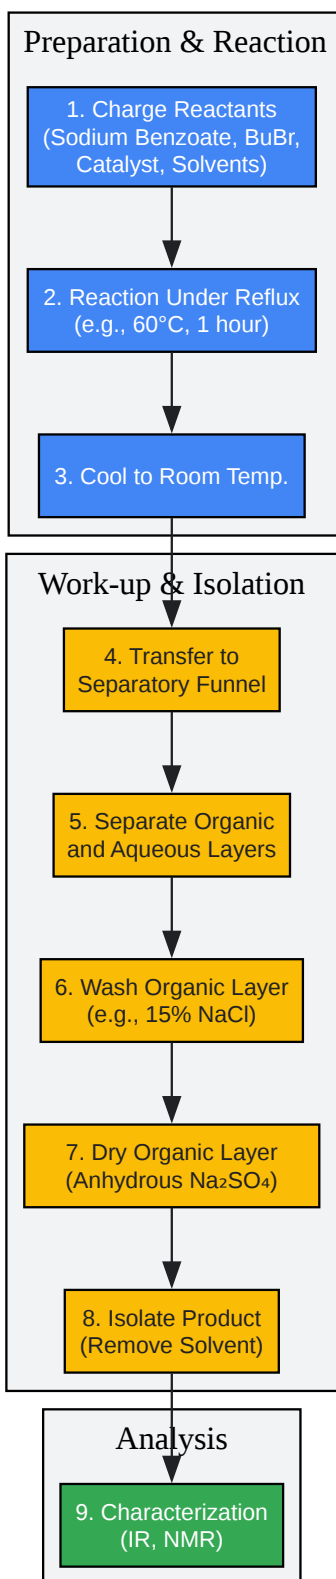 Preparation & Reaction
1. Charge Reactants
(Sodium Benzoate, BuBr,
Catalyst, Solvents)
2. Reaction Under Reflux
(e.g., 60°C, 1 hour)
3. Cool to Room Temp.
Work-up & Isolation
4. Transfer to
Separatory Funnel
5. Separate Organic
and Aqueous Layers
6. Wash Organic Layer
(e.g., 15% NaCl)
7. Dry Organic Layer
(Anhydrous Na₂SO₄)
8. Isolate Product
(Remove Solvent)
Analysis
9. Characterization
(IR, NMR)